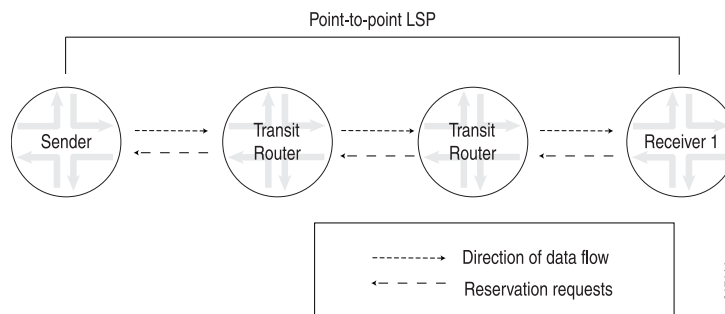 Point-to-point LSP
Sender
Transit
Router
Transit
Router
Receiver 1
Direction of data flow
Reservation requests